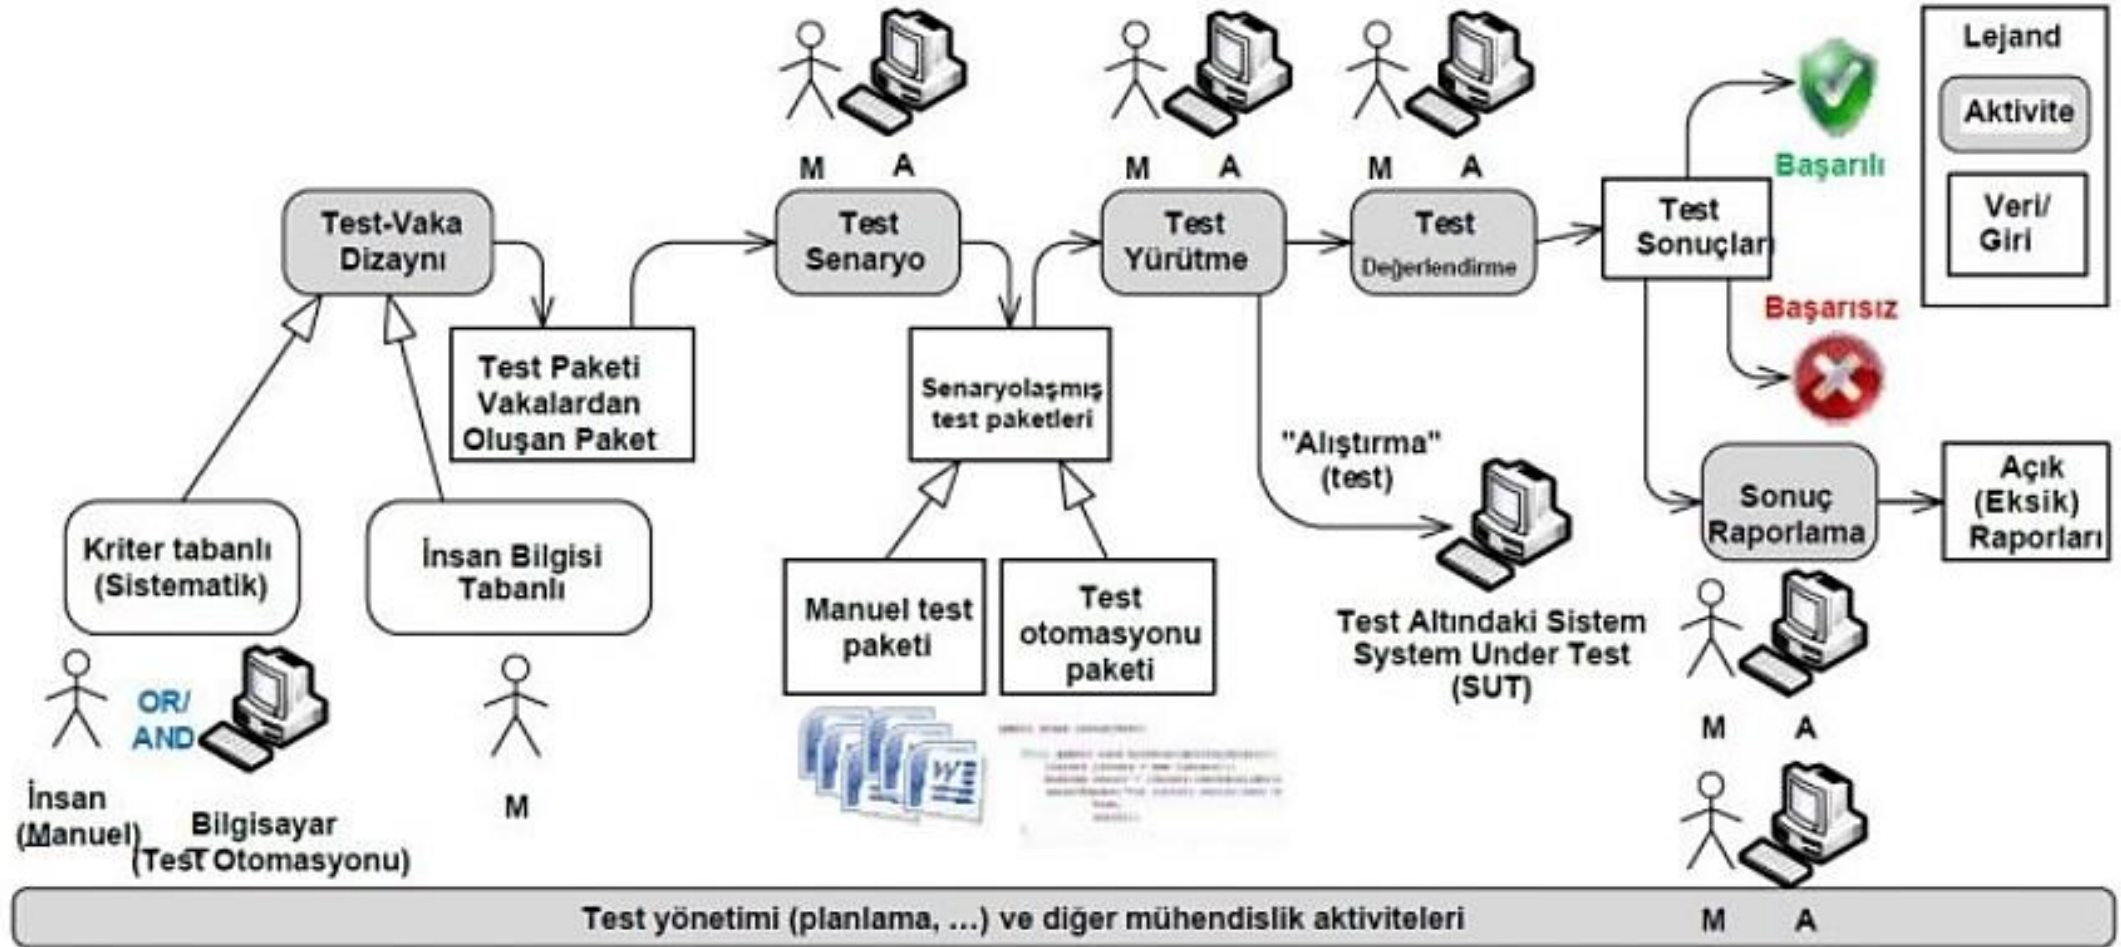 M
A
M
A
M
A
Lejand
Aktivite
Veri/
Giri
Başarılı
Test-Vaka
Dizaynı
Test
Senaryo
Test
Yürütme
Test
Değerlendirme
Test
Sonuçları
Başarısız
Test Paketi
Vakalardan
Oluşan Paket
Senaryolaşmış
test paketleri
"Alıştırma"
(test)
Sonuç
Raporlama
Açık
(Eksik)
Raporları
Kriter tabanlı
(Sistematik)
İnsan Bilgisi
Tabanlı
Manuel test
paketi
Test
otomasyonu
paketi
Test Altındaki Sistem
System Under Test
(SUT)
OR/
AND
M
A
İnsan
(Manuel)
Bilgisayar
(Test Otomasyonu)
M
W
Test yönetimi (planlama, ...) ve diğer mühendislik aktiviteleri
M
A